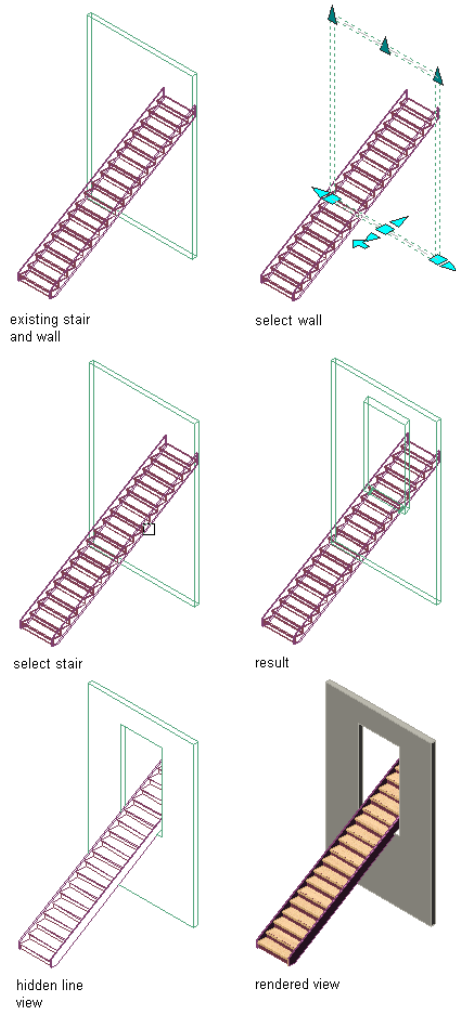 existing stair
and wall
select wall
select stair
result
hidden line
view
rendered view